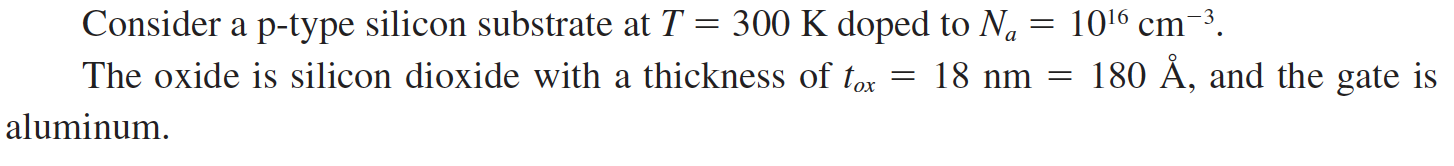 Consider a p-type silicon substrate at T = 300 K doped to Nₐ = 10¹⁶ cm⁻³.
The oxide is silicon dioxide with a thickness of tₒₓ = 18 nm = 180 Å, and the gate is
aluminum.